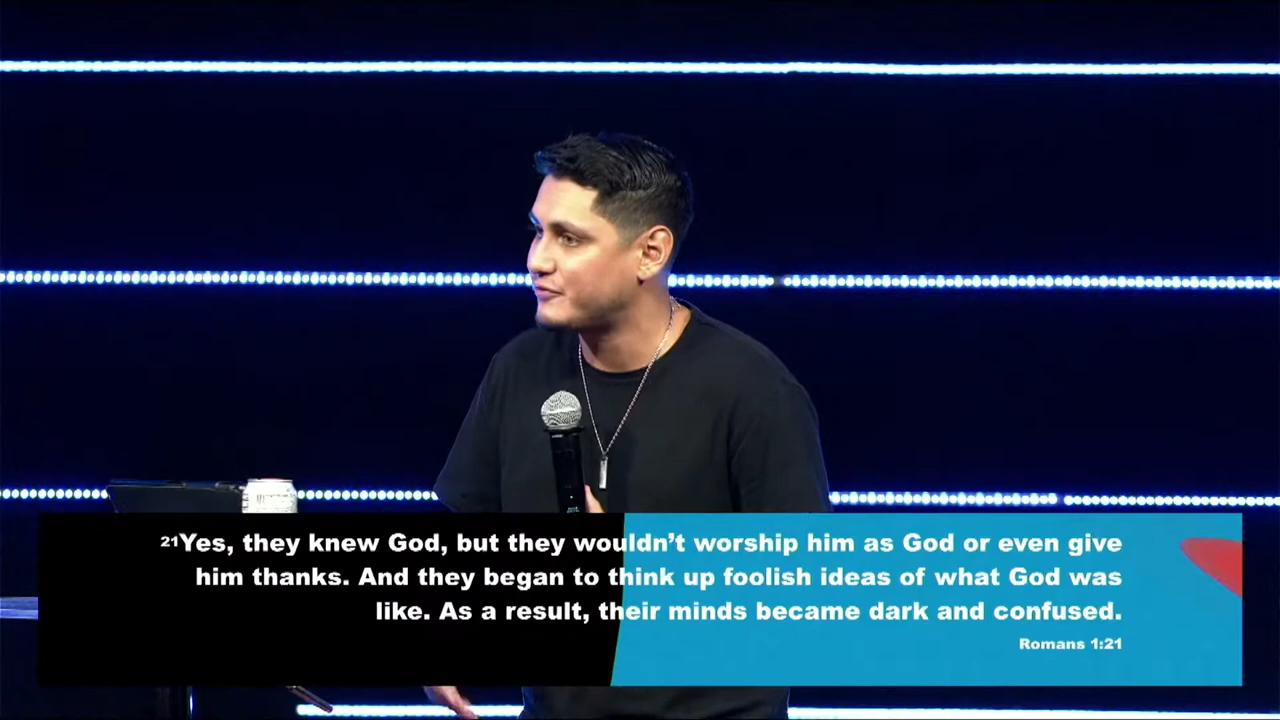 ²¹Yes, they knew God, but they wouldn’t worship him as God or even give
him thanks. And they began to think up foolish ideas of what God was
like. As a result, their minds became dark and confused.
Romans 1:21